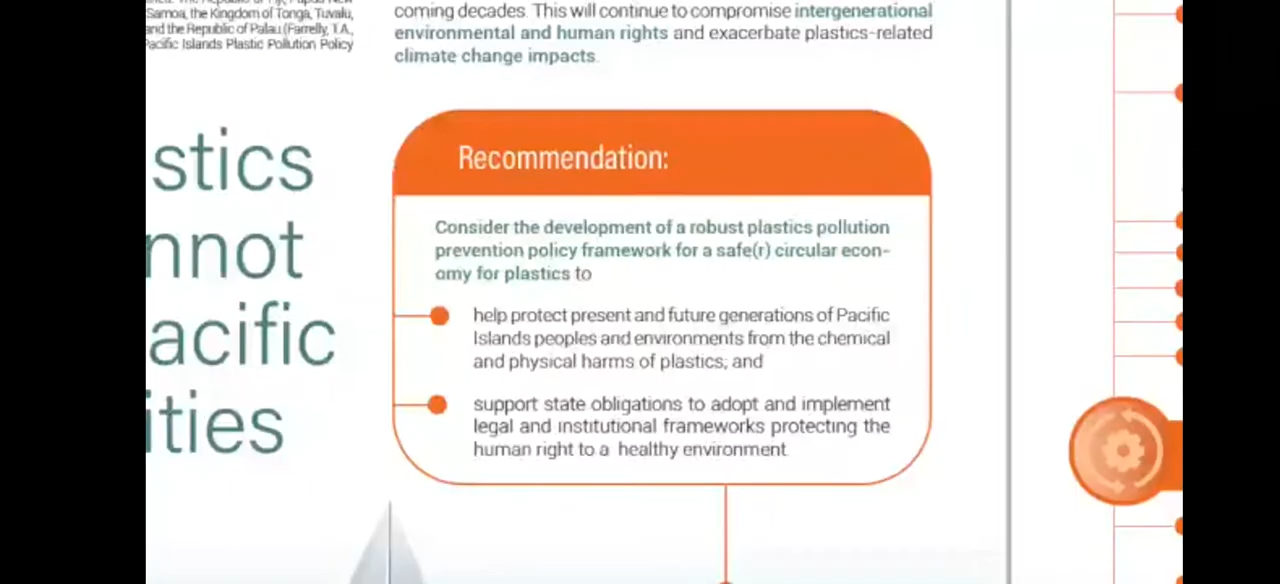 Samoa, the Kingdom of Tonga, Tuvalu,
and the Republic of Palau (Farrelly, T.A.,
Pacific Islands Plastic Pollution Policy
coming decades. This will continue to compromise intergenerational
environmental and human rights and exacerbate plastics-related
climate change impacts.
stics
nnot
acific
ities
Recommendation:
Consider the development of a robust plastics pollution
prevention policy framework for a safe(r) circular econ-
omy for plastics to
help protect present and future generations of Pacific
Islands peoples and environments from the chemical
and physical harms of plastics; and
support state obligations to adopt and implement
legal and institutional frameworks protecting the
human right to a healthy environment.